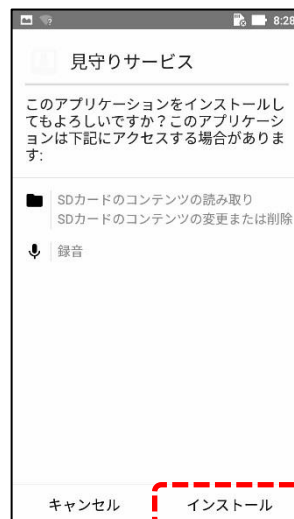 8:28
見守りサービス
このアプリケーションをインストールし
てもよろしいですか？このアプリケーシ
ョンは下記にアクセスする場合がありま
す:
SDカードのコンテンツの読み取り
SDカードのコンテンツの変更または削除
録音
キャンセル インストール